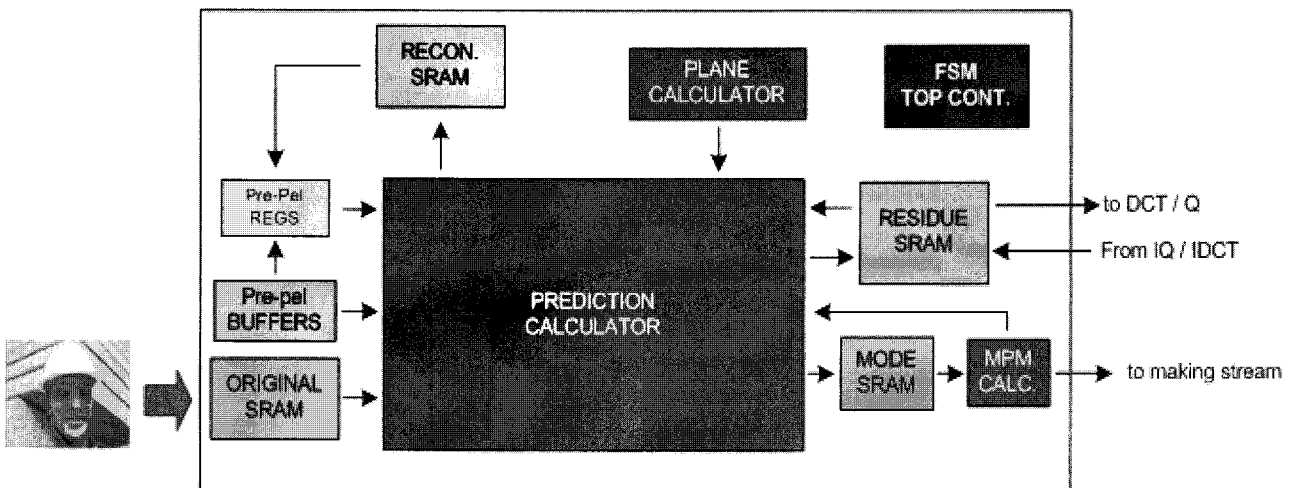 RECON.
SRAM
PLANE
CALCULATOR
FSM
TOP CONT.
Pre-Pel
REGS
RESIDUE
SRAM
to DCT / Q
From IQ / IDCT
Pre-pel
BUFFERS
PREDICTION
CALCULATOR
ORIGINAL
SRAM
MODE
SRAM
MPM
CALC.
to making stream